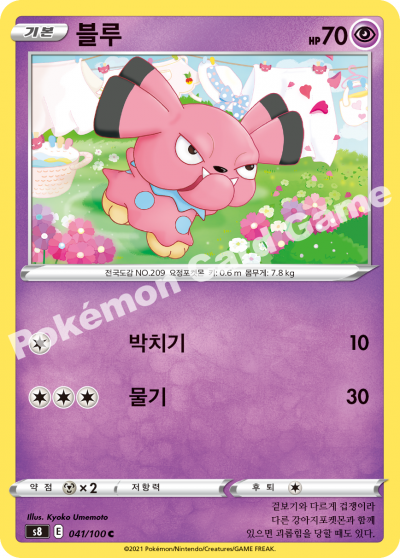 기본 블루 HP 70
전국도감 NO.209 요정포켓몬 키: 0.6 m 몸무게: 7.8 kg
Pokémon Card Game
박치기 10
물기 30
약점 ×2 저항력 후퇴
Illus. Kyoko Umemoto
s8 E 041/100 C
겉보기와 다르게 겁쟁이라
다른 강아지포켓몬과 함께
있으면 괴롭힘을 당할 때도 있다.
©2021 Pokémon/Nintendo/Creatures/GAME FREAK.